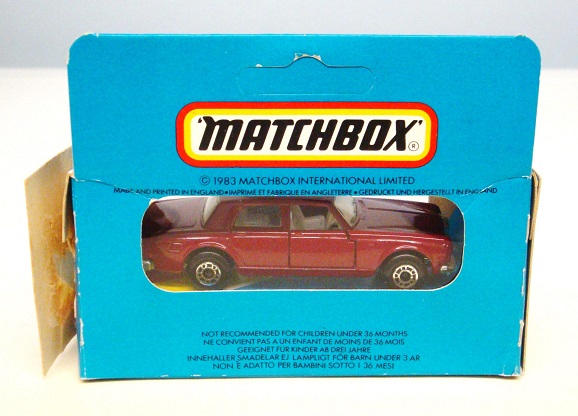 'MATCHBOX'®
© 1983 MATCHBOX INTERNATIONAL LIMITED
MADE AND PRINTED IN ENGLAND • IMPRIMÉ ET FABRIQUÉ EN ANGLETERRE • GEDRUCKT UND HERGESTELLT IN ENGLAND
NOT RECOMMENDED FOR CHILDREN UNDER 36 MONTHS
NE CONVIENT PAS A UN ENFANT DE MOINS DE 36 MOIS
GEEIGNET FUR KINDER AB DREI JAHRE
INNEHALLER SMADELAR EJ LAMPLIGT FÖR BARN UNDER 3 AR
NON È ADATTO PER BAMBINI SOTTO I 36 MESI